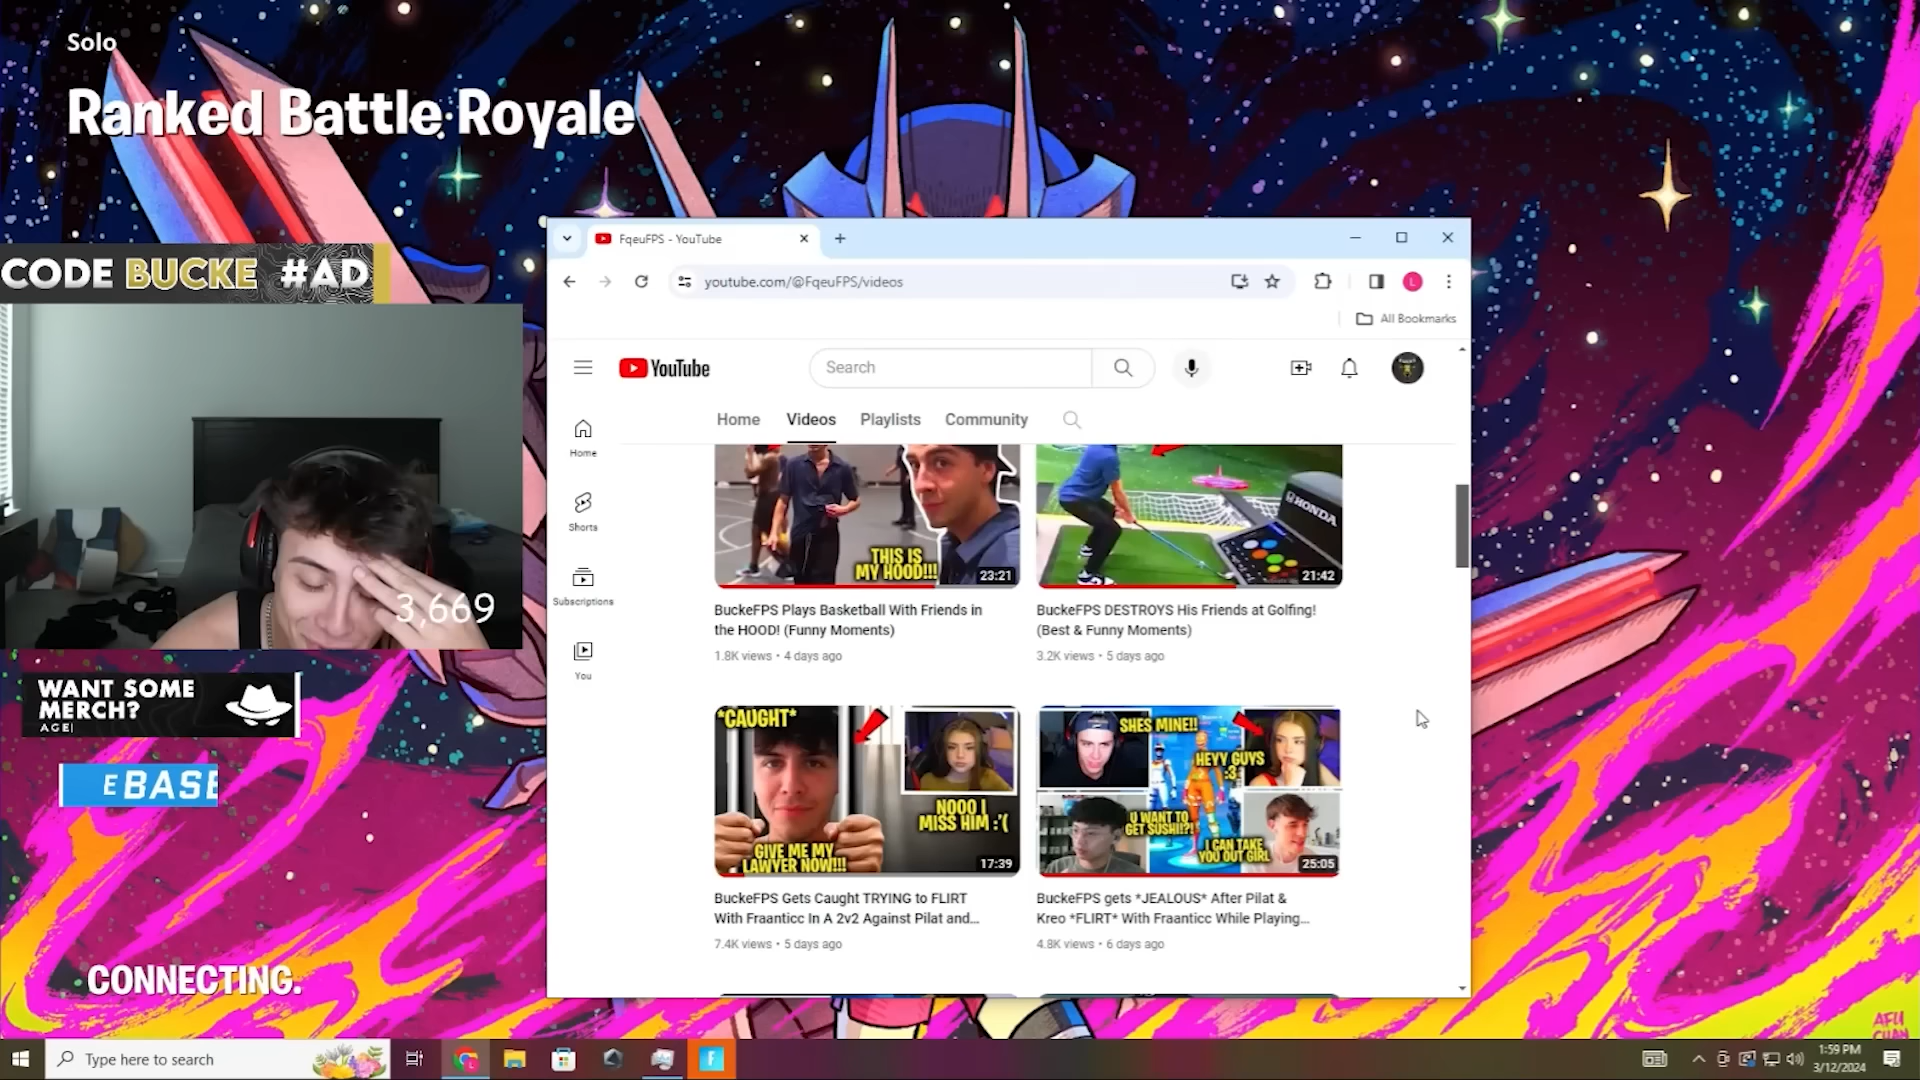 Solo
Ranked Battle Royale
CODE BUCKE #AD
3,669
WANT SOME
MERCH?
AGE
E BASE
CONNECTING.
FqeuFPS - YouTube
youtube.com/@FqeuFPS/videos
All Bookmarks
YouTube
Search
Home
Videos
Playlists
Community
Home
Shorts
Subscriptions
You
THIS IS
MY HOOD!!!
23:21
BuckeFPS Plays Basketball With Friends in
the HOOD! (Funny Moments)
1.8K views • 4 days ago
HONDA
21:42
BuckeFPS DESTROYS His Friends at Golfing!
(Best & Funny Moments)
3.2K views • 5 days ago
*CAUGHT*
NOOO I
MISS HIM :'(
GIVE ME MY
LAWYER NOW!!!
17:39
BuckeFPS Gets Caught TRYING to FLIRT
With Fraanticc In A 2v2 Against Pilat and...
7.4K views • 5 days ago
SHES MINE!!
HEYY GUYS
:3
U WANT TO
GET SUSHI!?!
I CAN TAKE
YOU OUT GIRL
25:05
BuckeFPS gets *JEALOUS* After Pilat &
Kreo *FLIRT* With Fraanticc While Playing...
4.8K views • 6 days ago
AFU
CHAN
Type here to search
1:59 PM
3/12/2024